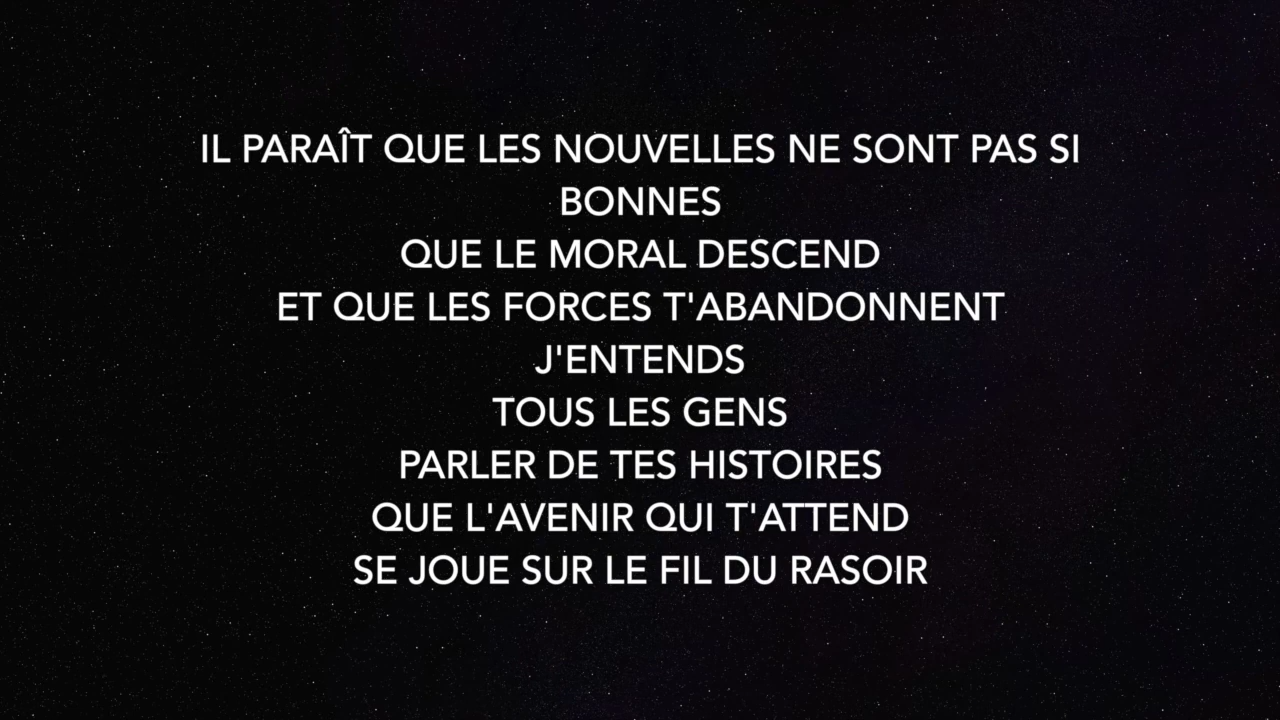 IL PARAÎT QUE LES NOUVELLES NE SONT PAS SI
BONNES
QUE LE MORAL DESCEND
ET QUE LES FORCES T'ABANDONNENT
J'ENTENDS
TOUS LES GENS
PARLER DE TES HISTOIRES
QUE L'AVENIR QUI T'ATTEND
SE JOUE SUR LE FIL DU RASOIR